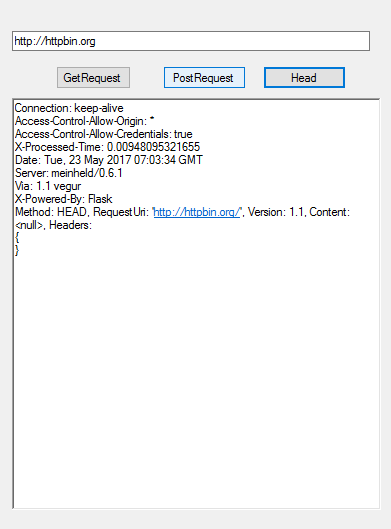 http://httpbin.org
GetRequest PostRequest Head
Connection: keep-alive
Access-Control-Allow-Origin: *
Access-Control-Allow-Credentials: true
X-Processed-Time: 0.00948095321655
Date: Tue, 23 May 2017 07:03:34 GMT
Server: meinheld/0.6.1
Via: 1.1 vegur
X-Powered-By: Flask
Method: HEAD, RequestUri: 'http://httpbin.org/', Version: 1.1, Content:
<null>, Headers:
{
}